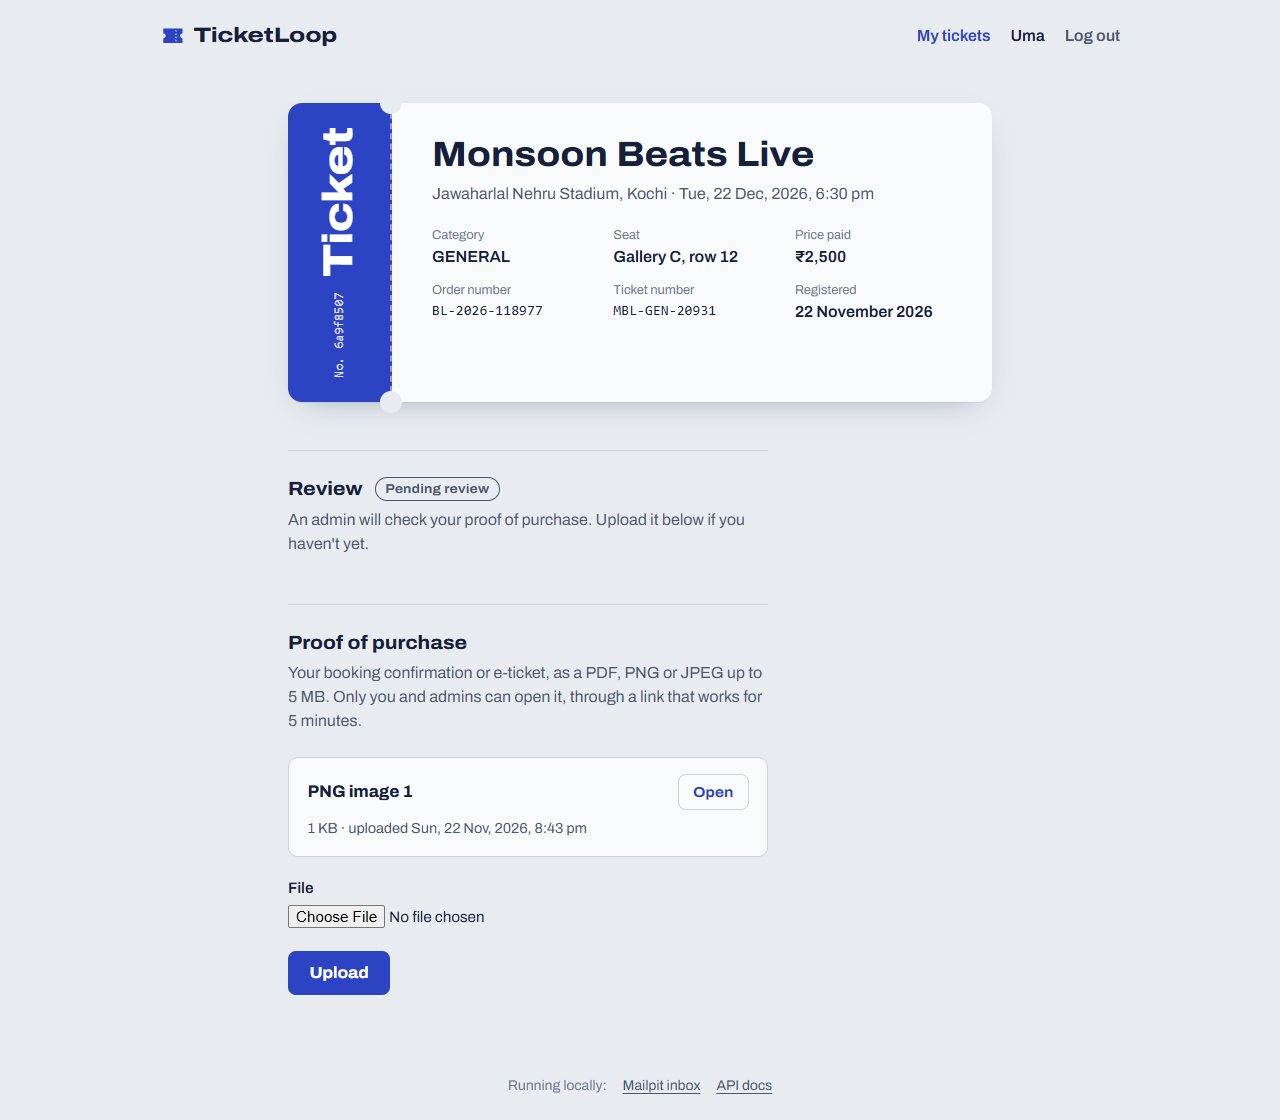 TicketLoop
My tickets
Uma
Log out
Ticket
No. 6a9f8507
Monsoon Beats Live
Jawaharlal Nehru Stadium, Kochi · Tue, 22 Dec, 2026, 6:30 pm
Category
GENERAL
Seat
Gallery C, row 12
Price paid
₹2,500
Order number
BL-2026-118977
Ticket number
MBL-GEN-20931
Registered
22 November 2026
Review
Pending review
An admin will check your proof of purchase. Upload it below if you
haven't yet.
Proof of purchase
Your booking confirmation or e-ticket, as a PDF, PNG or JPEG up to
5 MB. Only you and admins can open it, through a link that works for
5 minutes.
PNG image 1
Open
1 KB · uploaded Sun, 22 Nov, 2026, 8:43 pm
File
Choose File No file chosen
Upload
Running locally: Mailpit inbox API docs